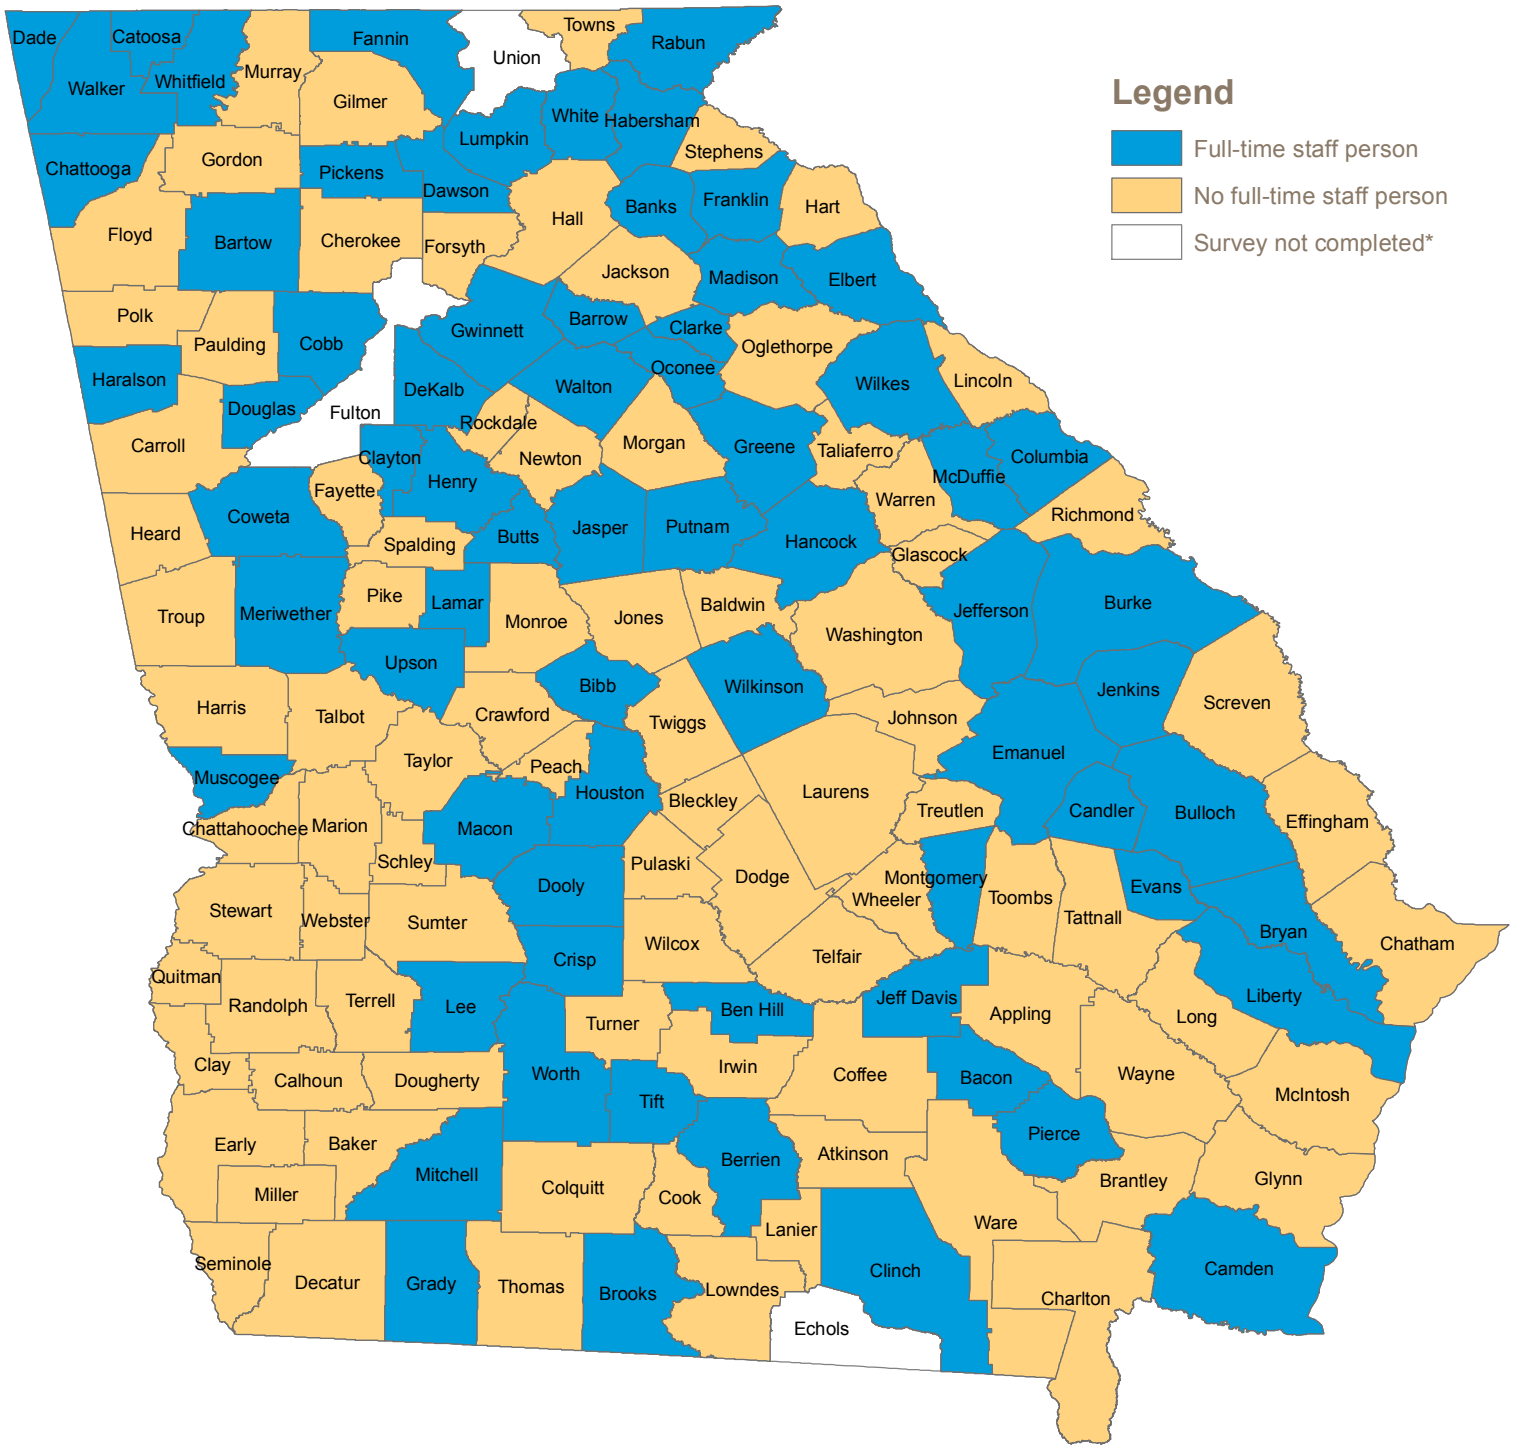 Dade
Catoosa
Fannin
Union
Towns
Rabun
Walker
Whitfield
Murray
Gilmer
White
Habersham
Legend
Lumpkin
Stephens
Full-time staff person
Chattooga
Gordon
Pickens
Dawson
No full-time staff person
Floyd
Bartow
Cherokee
Forsyth
Hall
Banks
Franklin
Hart
Survey not completed*
Jackson
Madison
Elbert
Polk
Paulding
Cobb
Gwinnett
Barrow
Clarke
Oglethorpe
Haralson
Douglas
Fulton
DeKalb
Walton
Oconee
Wilkes
Lincoln
Carroll
Clayton
Rockdale
Newton
Morgan
Greene
Taliaferro
McDuffie
Columbia
Heard
Coweta
Fayette
Henry
Spalding
Butts
Jasper
Putnam
Hancock
Warren
Glascock
Richmond
Troup
Meriwether
Pike
Lamar
Monroe
Jones
Baldwin
Washington
Jefferson
Burke
Upson
Bibb
Wilkinson
Jenkins
Screven
Harris
Talbot
Crawford
Twiggs
Johnson
Emanuel
Taylor
Peach
Muscogee
Houston
Bleckley
Laurens
Treutlen
Candler
Bulloch
Effingham
Chattahoochee
Marion
Macon
Schley
Pulaski
Dodge
Wheeler
Montgomery
Toombs
Tattnall
Evans
Stewart
Webster
Sumter
Dooly
Wilcox
Telfair
Bryan
Chatham
Quitman
Randolph
Terrell
Lee
Crisp
Turner
Ben Hill
Jeff Davis
Appling
Long
Liberty
Clay
Calhoun
Dougherty
Worth
Tift
Irwin
Coffee
Bacon
Wayne
McIntosh
Early
Baker
Mitchell
Colquitt
Berrien
Atkinson
Pierce
Miller
Cook
Lanier
Ware
Brantley
Glynn
Seminole
Decatur
Grady
Thomas
Brooks
Lowndes
Clinch
Charlton
Camden
Echols